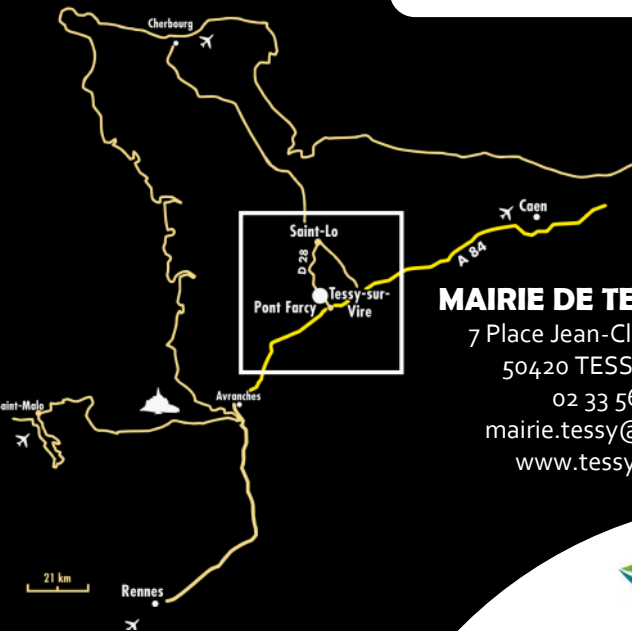 Cherbourg
Caen
Saint-Lo
D 28
A 84
Tessy-sur-
Vire
Pont Farcy
MAIRIE DE TE
7 Place Jean-Cl
50420 TESS
02 33 56
mairie.tessy@
www.tessy
Avranches
aint-Malo
21 km
Rennes